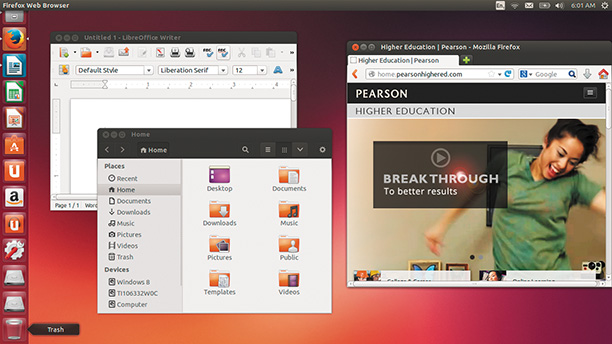 Firefox Web Browser
En
6:01 AM
Untitled 1 - LibreOffice Writer
Default Style
Liberation Serif
12
Page 1 / 1
Home
Home
Places
Recent
Home
Documents
Downloads
Music
Pictures
Videos
Trash
Devices
Windows 8
TI106332W0C
Computer
Desktop
Documents
Downloads
Music
Pictures
Public
Templates
Videos
Higher Education | Pearson - Mozilla Firefox
Higher Education | Pearson
home.pearsonhighered.com
Google
PEARSON
HIGHER EDUCATION
BREAKTHROUGH
To better results
Trash